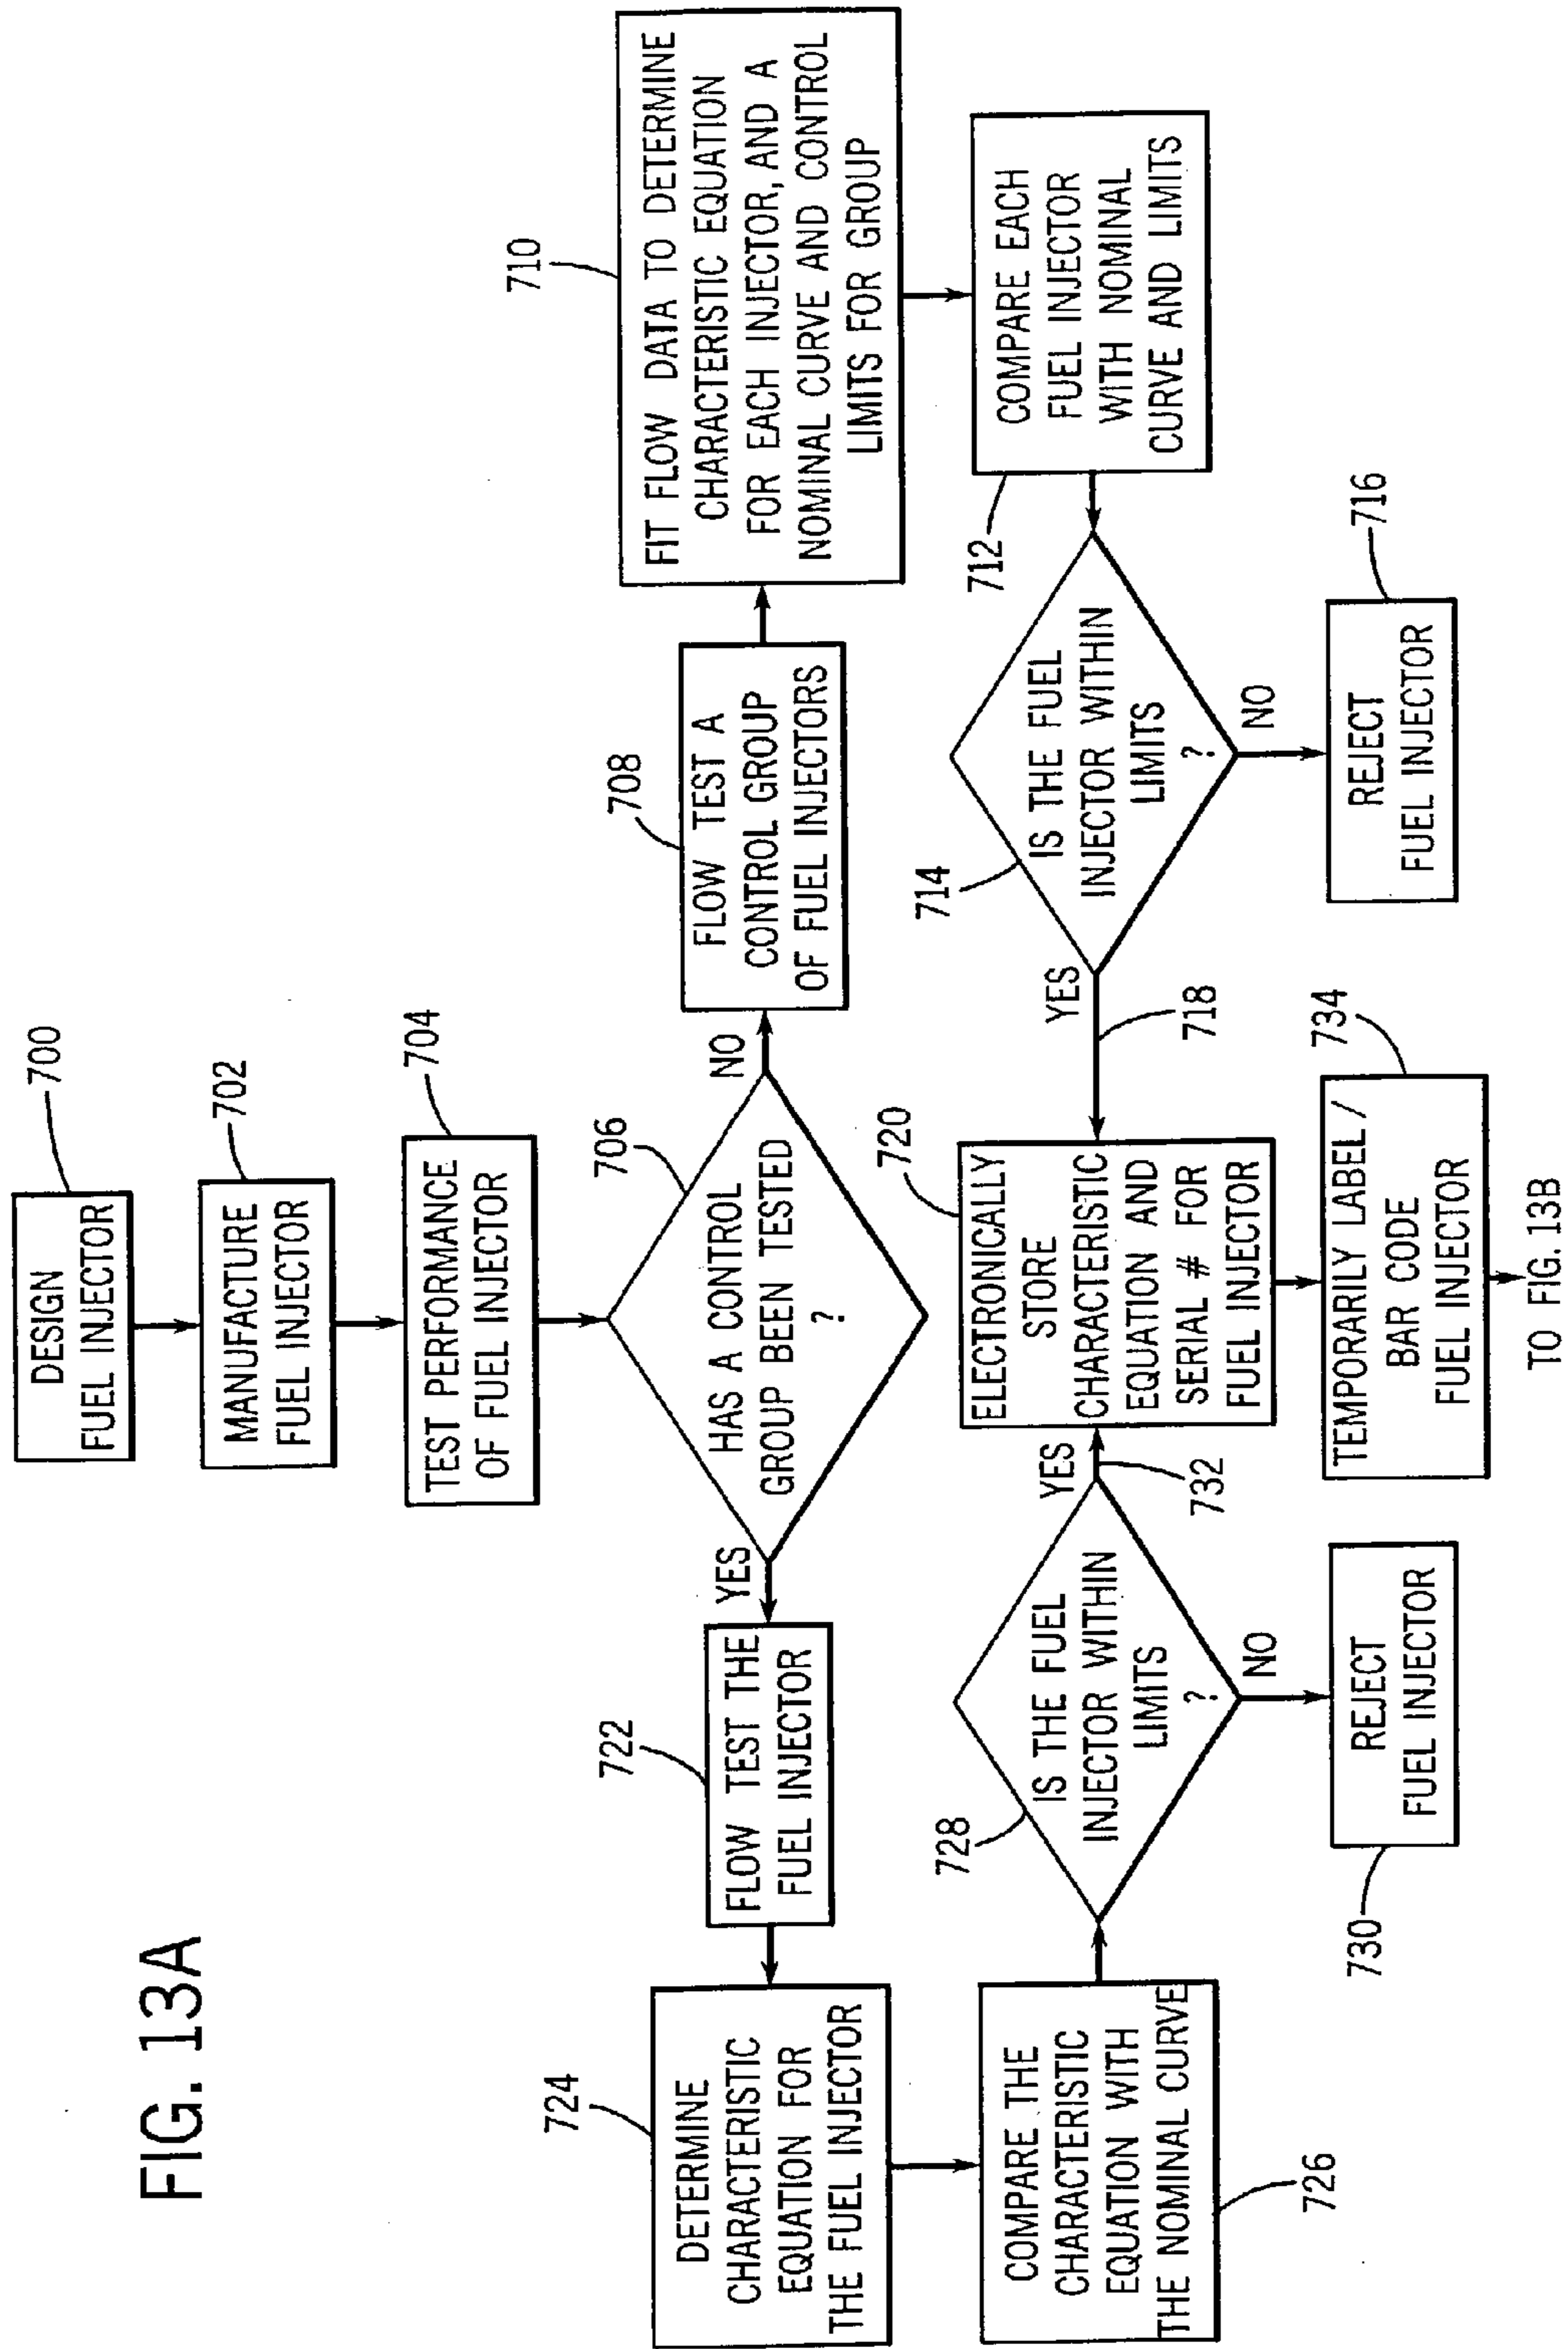 FIG. 13A
700
DESIGN
FUEL INJECTOR
702
MANUFACTURE
FUEL INJECTOR
704
TEST PERFORMANCE
OF FUEL INJECTOR
706
HAS A CONTROL
GROUP BEEN TESTED
?
YES
NO
708
FLOW TEST A
CONTROL GROUP
OF FUEL INJECTORS
710
FIT FLOW DATA TO DETERMINE
CHARACTERISTIC EQUATION
FOR EACH INJECTOR, AND A
NOMINAL CURVE AND CONTROL
LIMITS FOR GROUP
712
COMPARE EACH
FUEL INJECTOR
WITH NOMINAL
CURVE AND LIMITS
714
IS THE FUEL
INJECTOR WITHIN
LIMITS
?
NO
716
REJECT
FUEL INJECTOR
YES
718
720
ELECTRONICALLY
STORE
CHARACTERISTIC
EQUATION AND
SERIAL # FOR
FUEL INJECTOR
722
FLOW TEST THE
FUEL INJECTOR
724
DETERMINE
CHARACTERISTIC
EQUATION FOR
THE FUEL INJECTOR
726
COMPARE THE
CHARACTERISTIC
EQUATION WITH
THE NOMINAL CURVE
728
IS THE FUEL
INJECTOR WITHIN
LIMITS
?
NO
730
REJECT
FUEL INJECTOR
YES
732
734
TEMPORARILY LABEL /
BAR CODE
FUEL INJECTOR
TO FIG. 13B